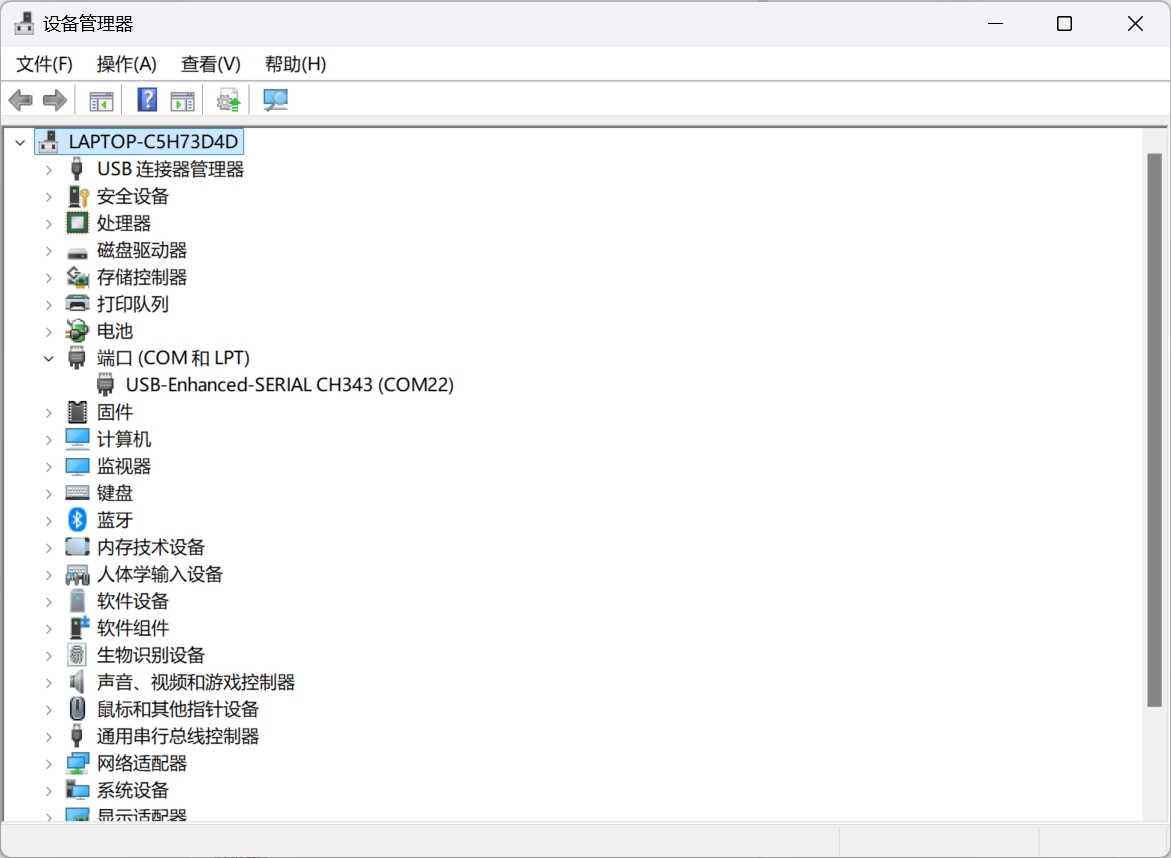 设备管理器
文件(F) 操作(A) 查看(V) 帮助(H)
LAPTOP-C5H73D4D
USB 连接器管理器
安全设备
处理器
磁盘驱动器
存储控制器
打印队列
电池
端口 (COM 和 LPT)
USB-Enhanced-SERIAL CH343 (COM22)
固件
计算机
监视器
键盘
蓝牙
内存技术设备
人体学输入设备
软件设备
软件组件
生物识别设备
声音、视频和游戏控制器
鼠标和其他指针设备
通用串行总线控制器
网络适配器
系统设备
显示适配器